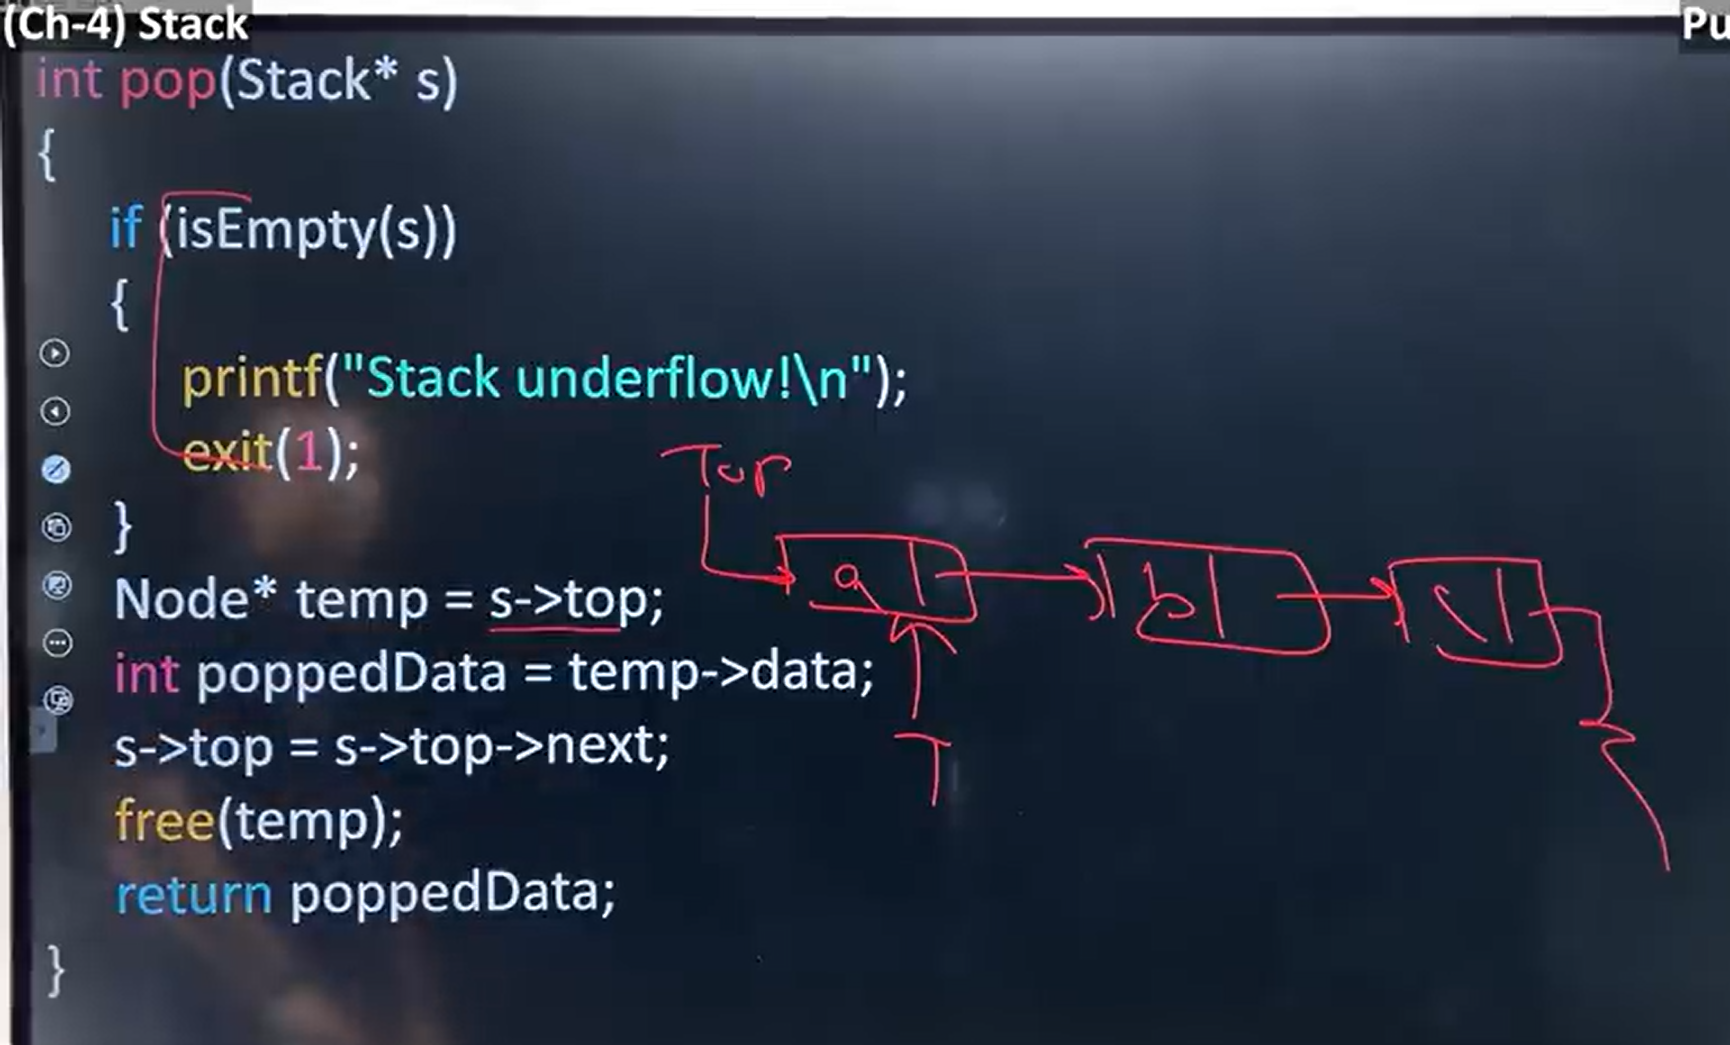 (Ch-4) Stack
Pu
int pop(Stack* s)
{
if (isEmpty(s))
{
printf("Stack underflow!\n");
exit(1);
}
Node* temp = s->top;
int poppedData = temp->data;
s->top = s->top->next;
free(temp);
return poppedData;
}
Top
a
b
T